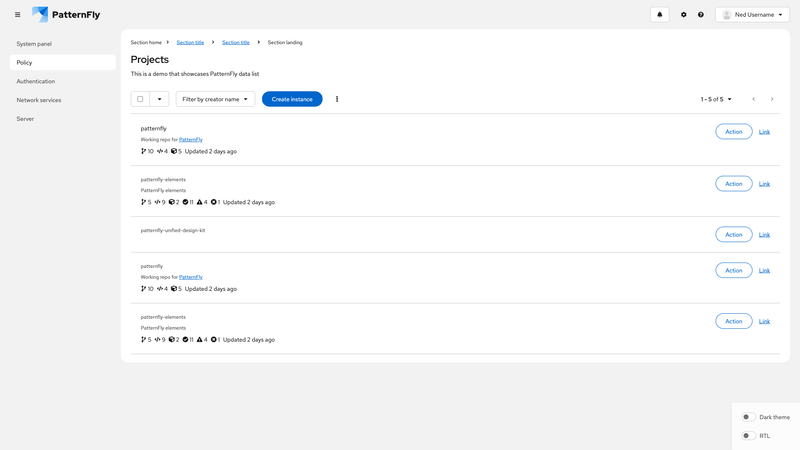 PatternFly
Ned Username
System panel
Policy
Authentication
Network services
Server
Section home Section title Section title Section landing
Projects
This is a demo that showcases PatternFly data list
Filter by creator name Create instance 1 - 5 of 5
patternfly
Working repo for PatternFly
10 4 5 Updated 2 days ago
Action Link
patternfly-elements
PatternFly elements
5 9 2 11 4 1 Updated 2 days ago
Action Link
patternfly-unified-design-kit
Action Link
patternfly
Working repo for PatternFly
10 4 5 Updated 2 days ago
Action Link
patternfly-elements
PatternFly elements
5 9 2 11 4 1 Updated 2 days ago
Action Link
Dark theme
RTL